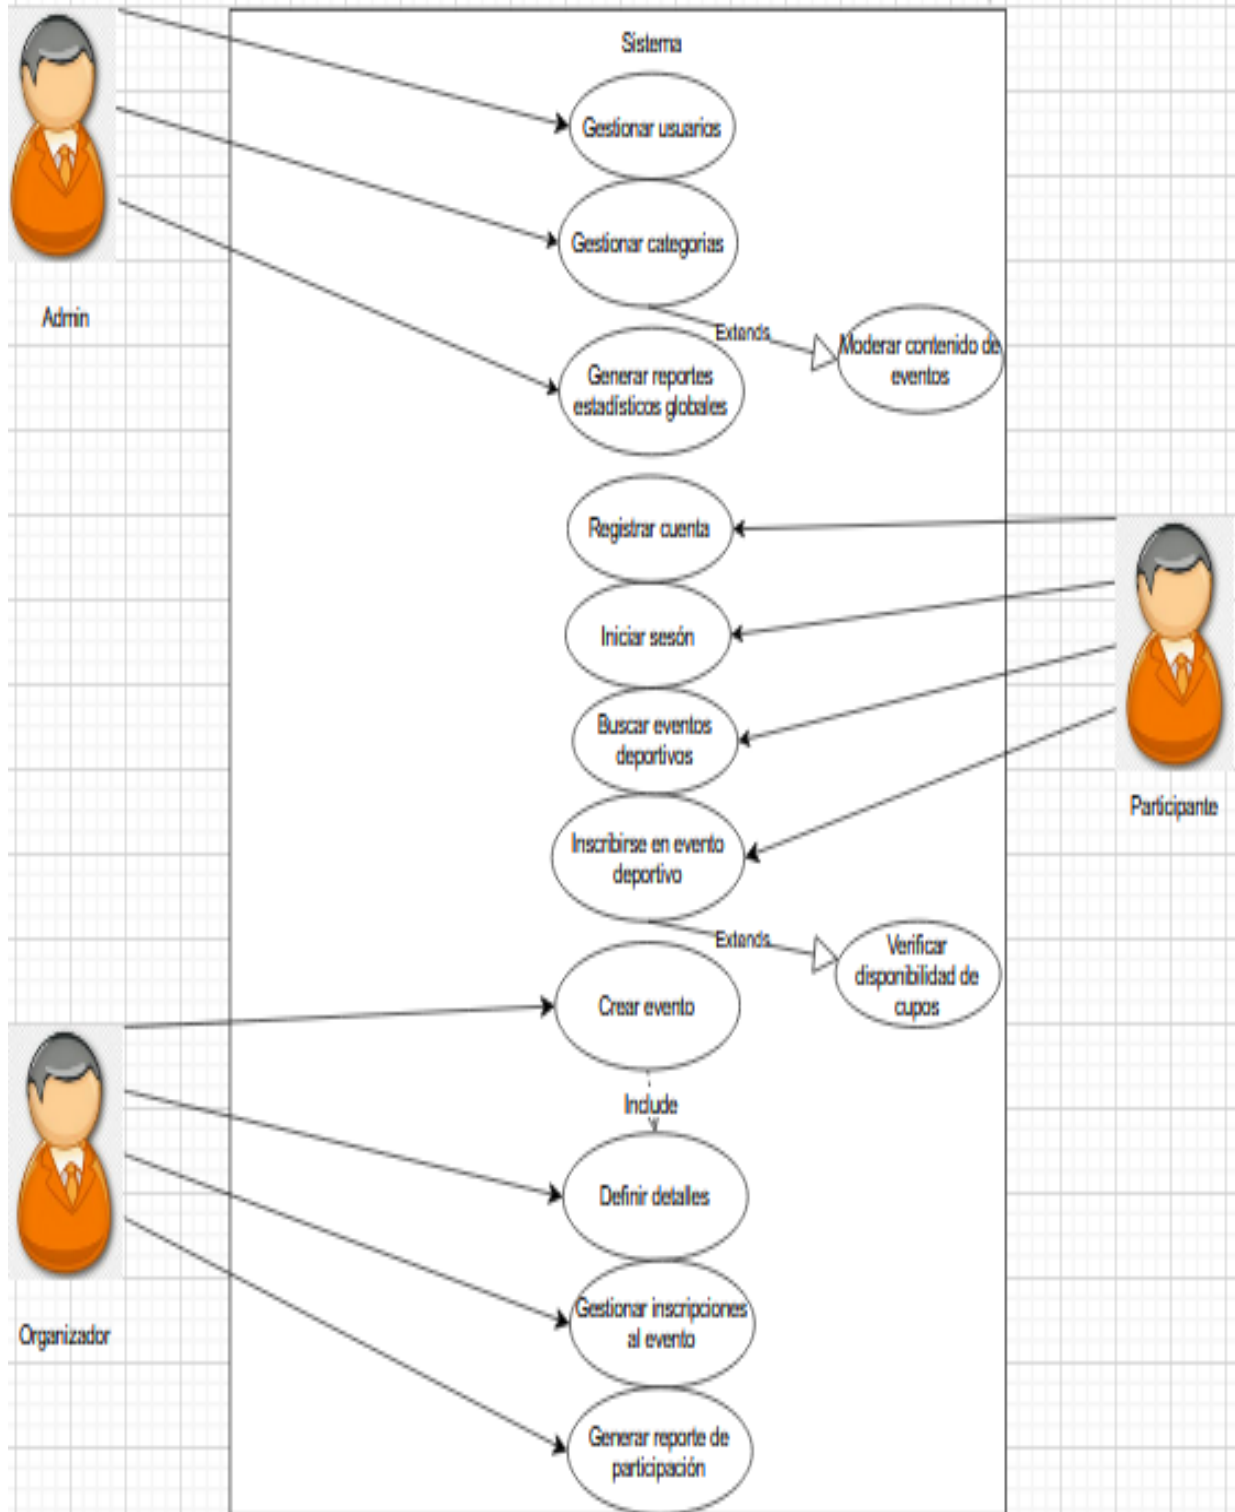 Sistema
Gestionar usuarios
Gestionar categorias
Admin
Extends
Moderar contenido de
eventos
Generar reportes
estadísticos globales
Registrar cuenta
Iniciar sesón
Buscar eventos
deportivos
Participante
Inscribirse en evento
deportivo
Extends
Verificar
disponibilidad de
cupos
Crear evento
Include
Definir detalles
Gestionar inscripciones
al evento
Organizador
Generar reporte de
participación